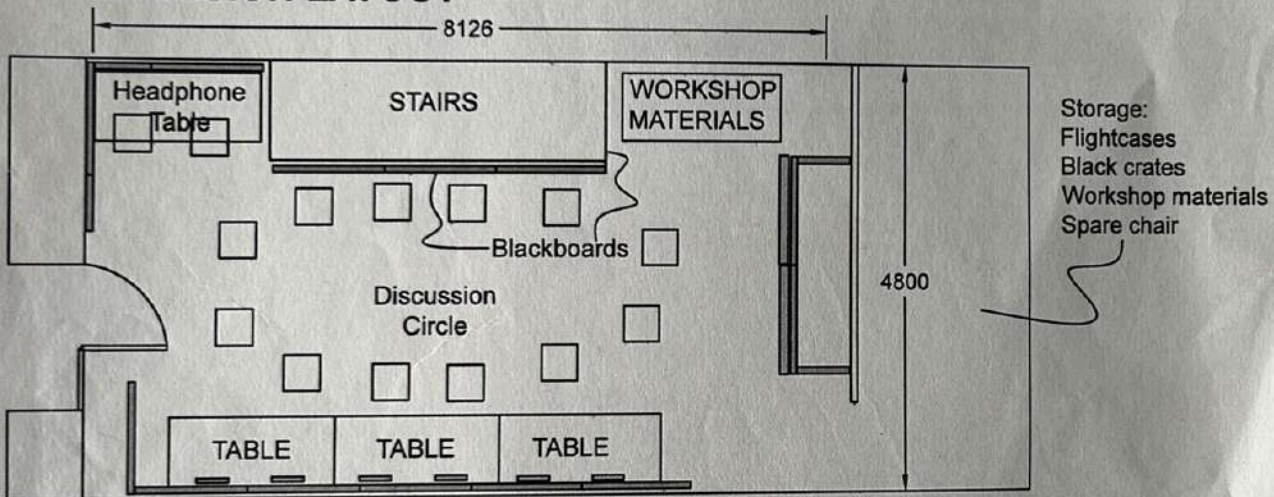 8126
Headphone
Table
STAIRS
WORKSHOP
MATERIALS
Storage:
Flightcases
Black crates
Workshop materials
Spare chair
Blackboards
4800
Discussion
Circle
TABLE
TABLE
TABLE